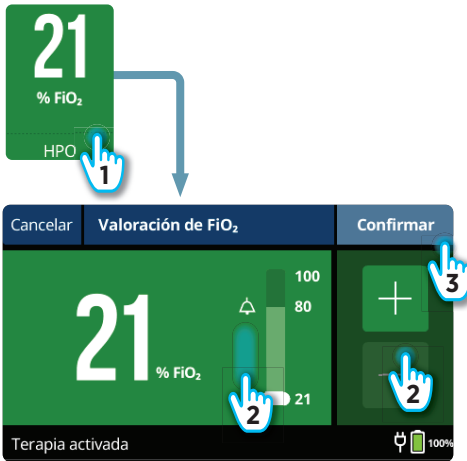 21
% FiO₂
HPO
1
Cancelar
Valoración de FiO₂
Confirmar
3
100
80
21
% FiO₂
21
2
2
Terapia activada
100%